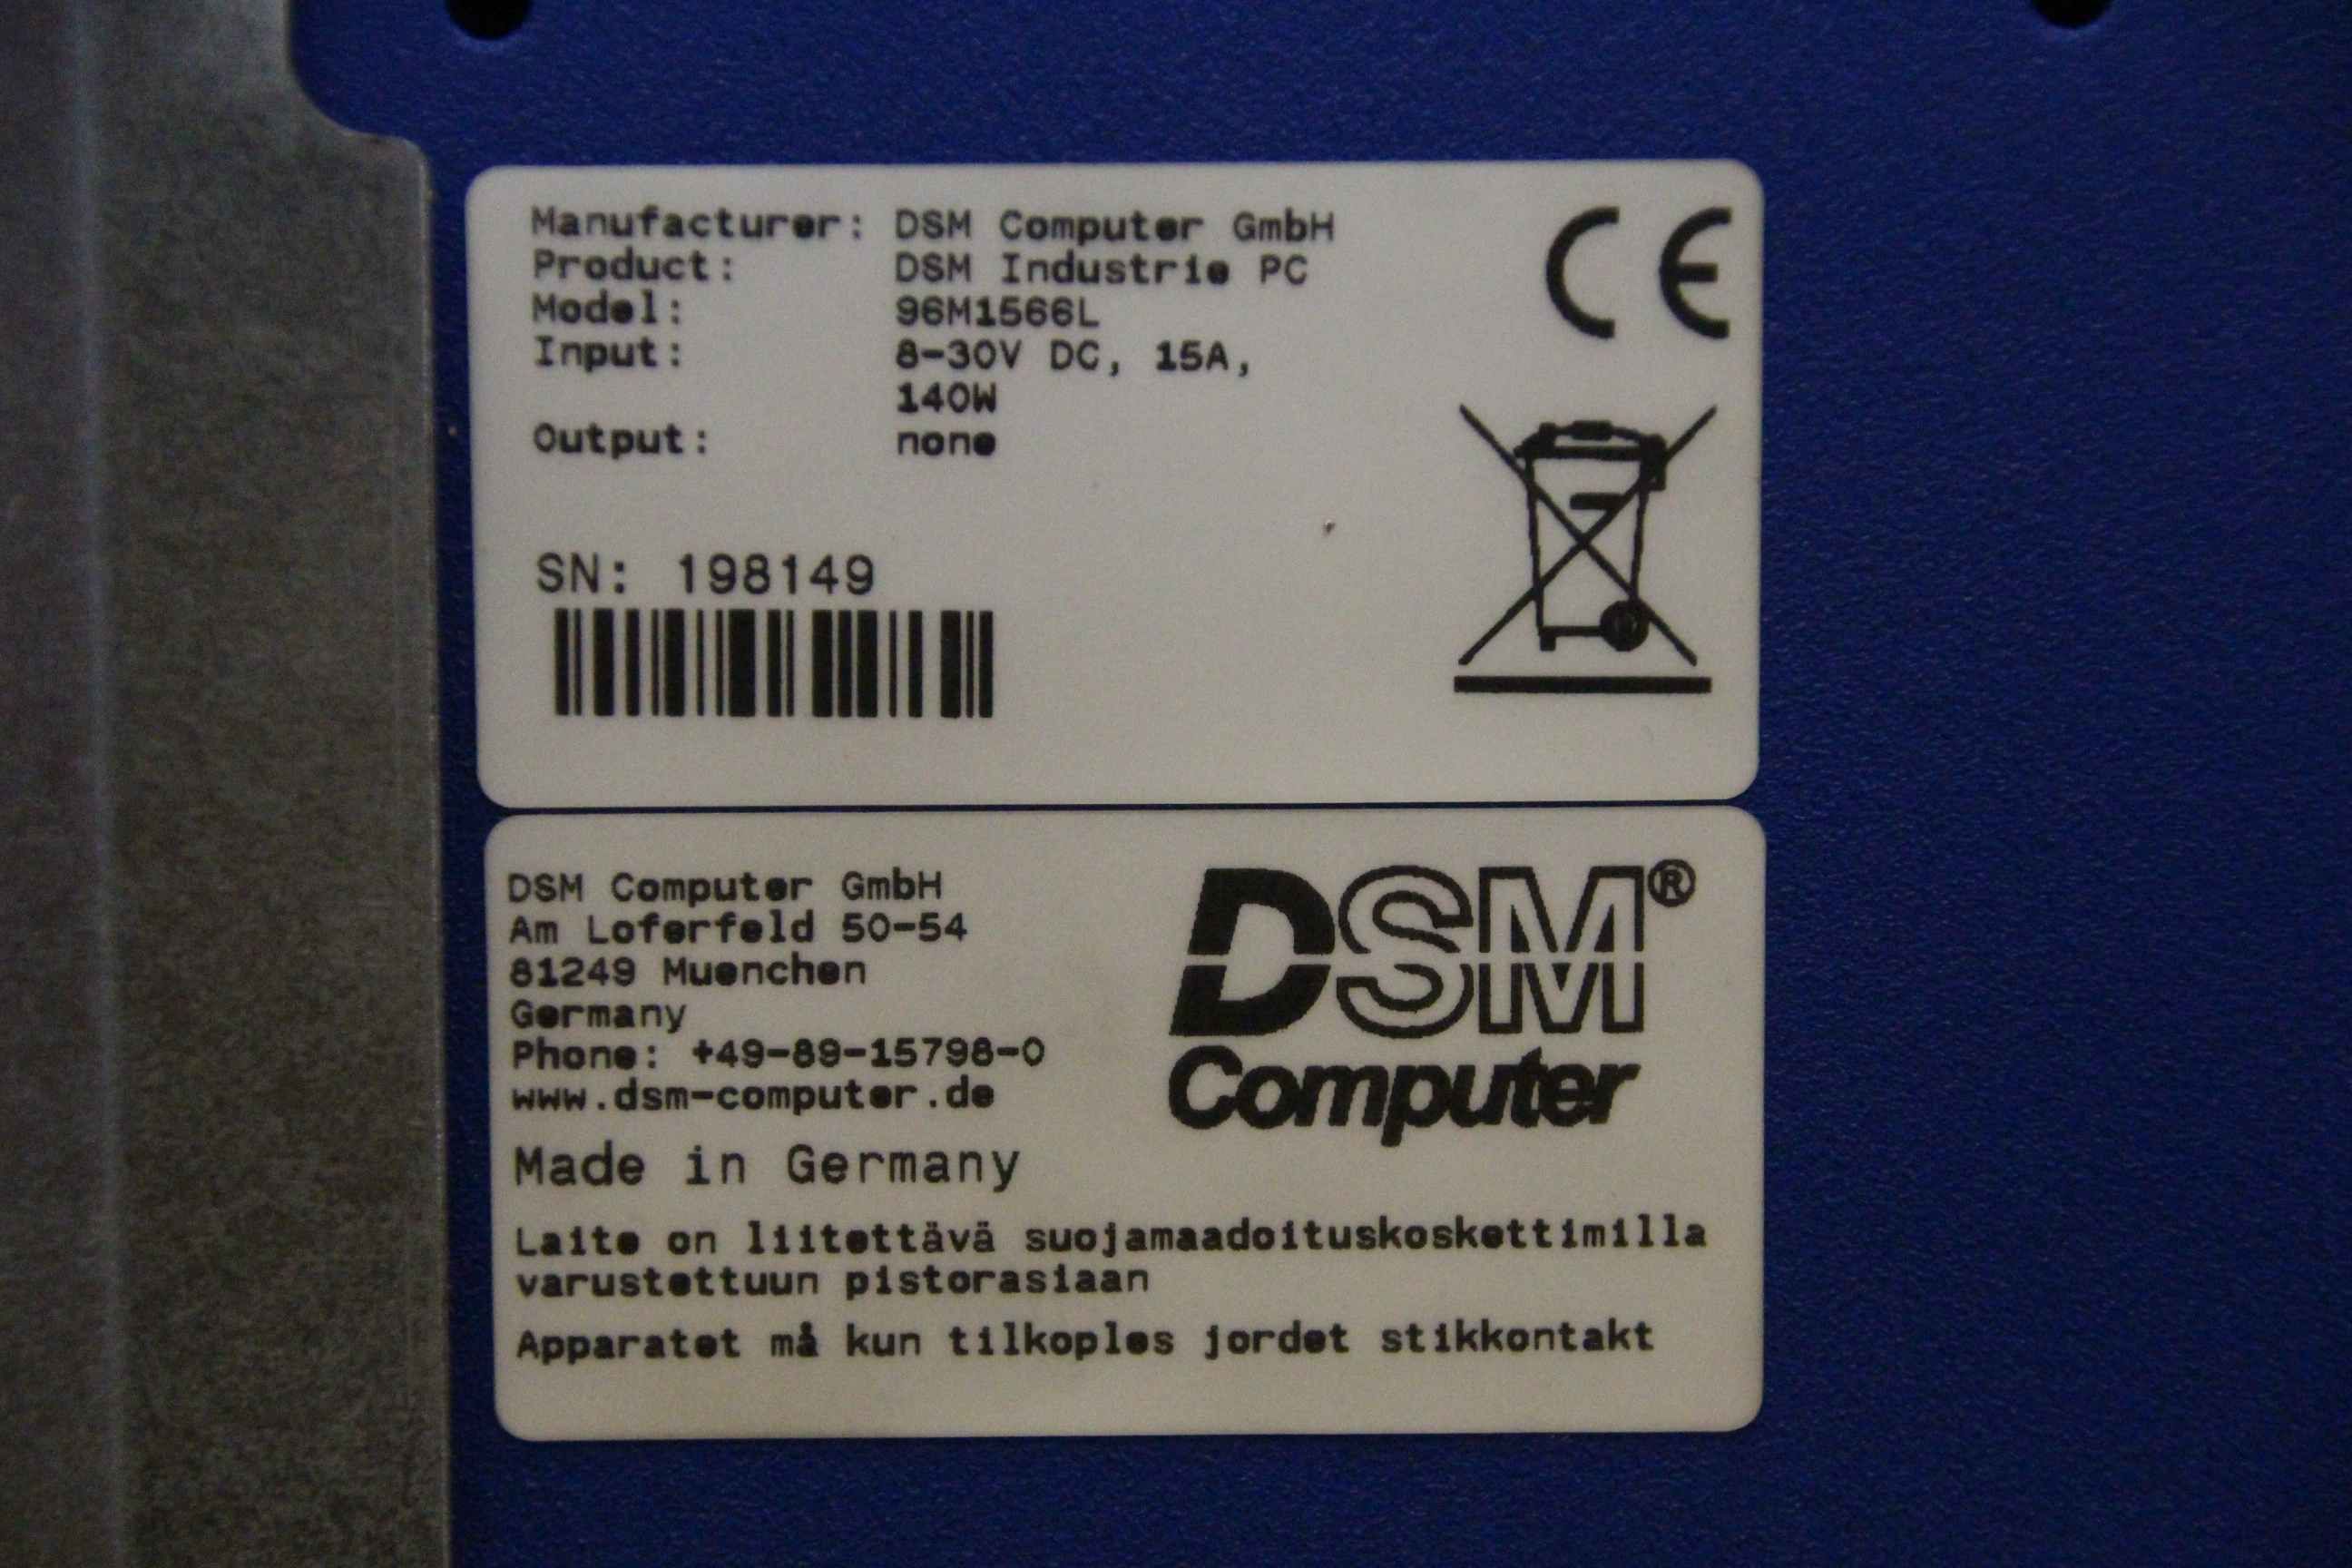 Manufacturer: DSM Computer GmbH
Product: DSM Industrie PC
Model: 96M1566L
Input: 8-30V DC, 15A,
140W
Output: none
CE
SN: 198149
DSM Computer GmbH
Am Loferfeld 50-54
81249 Muenchen
Germany
Phone: +49-89-15798-0
www.dsm-computer.de
DSM®
Computer
Made in Germany
Laite on liitettävä suojamaadoituskoskettimilla
varustettuun pistorasiaan
Apparatet må kun tilkoples jordet stikkontakt